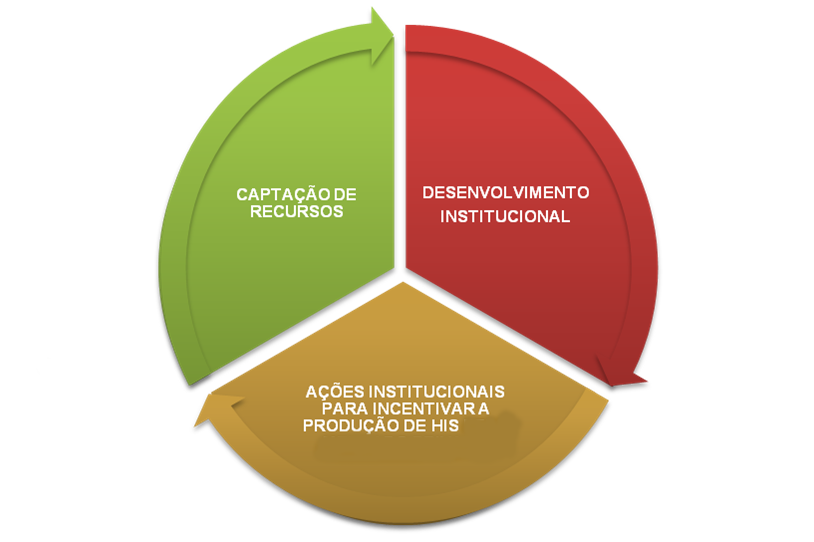 CAPTAÇÃO DE
RECURSOS
DESENVOLVIMENTO
INSTITUCIONAL
AÇÕES INSTITUCIONAIS
PARA INCENTIVAR A
PRODUÇÃO DE HIS